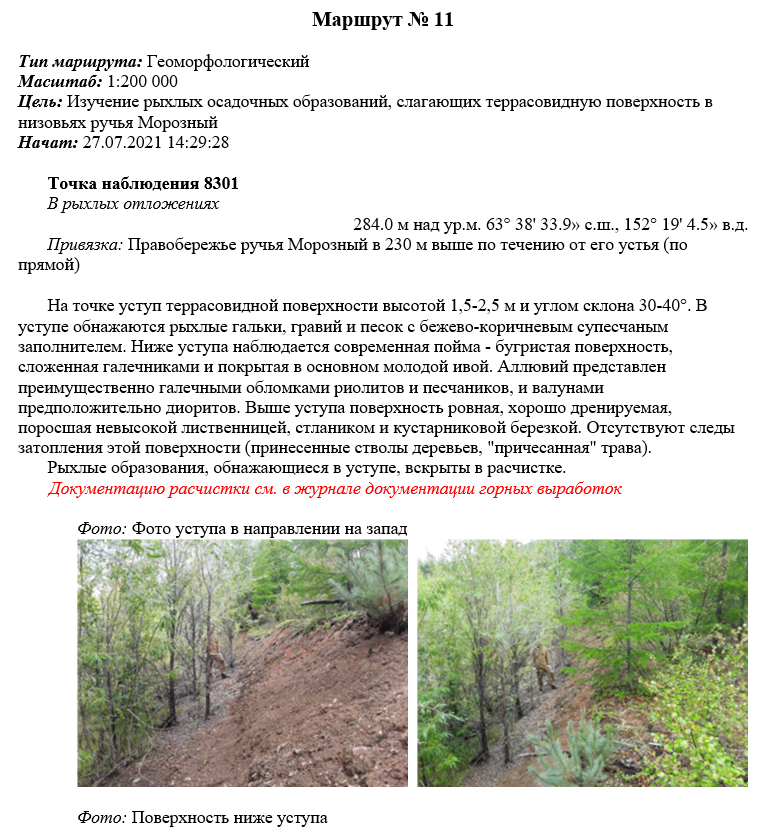 Маршрут № 11
Тип маршрута: Геоморфологический
Масштаб: 1:200 000
Цель: Изучение рыхлых осадочных образований, слагающих террасовидную поверхность в
низовьях ручья Морозный
Начат: 27.07.2021 14:29:28
Точка наблюдения 8301
В рыхлых отложениях
284.0 м над ур.м. 63° 38' 33.9» с.ш., 152° 19' 4.5» в.д.
Привязка: Правобережье ручья Морозный в 230 м выше по течению от его устья (по
прямой)
На точке уступ террасовидной поверхности высотой 1,5-2,5 м и углом склона 30-40°. В
уступе обнажаются рыхлые гальки, гравий и песок с бежево-коричневым супесчаным
заполнителем. Ниже уступа наблюдается современная пойма - бугристая поверхность,
сложенная галечниками и покрытая в основном молодой ивой. Аллювий представлен
преимущественно галечными обломками риолитов и песчаников, и валунами
предположительно диоритов. Выше уступа поверхность ровная, хорошо дренируемая,
поросшая невысокой лиственницей, стлаником и кустарниковой березкой. Отсутствуют следы
затопления этой поверхности (принесенные стволы деревьев, "причесанная" трава).
Рыхлые образования, обнажающиеся в уступе, вскрыты в расчистке.
Документацию расчистки см. в журнале документации горных выработок
Фото: Фото уступа в направлении на запад
Фото: Поверхность ниже уступа